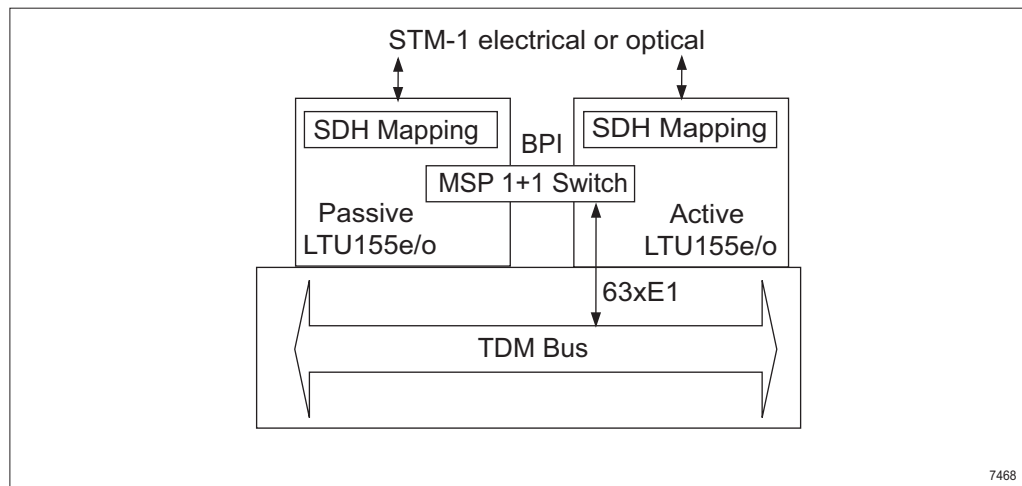 STM-1 electrical or optical
SDH Mapping
SDH Mapping
BPI
MSP 1+1 Switch
Passive
LTU155e/o
Active
LTU155e/o
63xE1
TDM Bus
7468